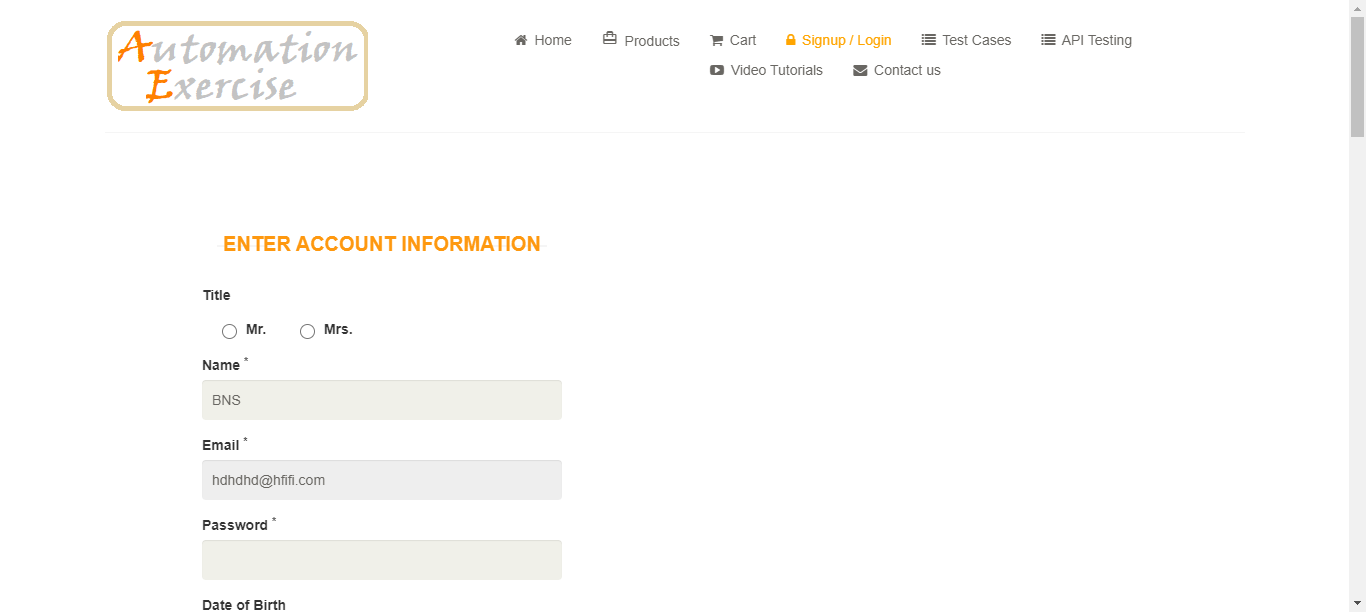 Automation
Exercise
Home
Products
Cart
Signup / Login
Test Cases
API Testing
Video Tutorials
Contact us
ENTER ACCOUNT INFORMATION
Title
Mr.
Mrs.
Name *
BNS
Email *
hdhdhd@hfifi.com
Password *
Date of Birth